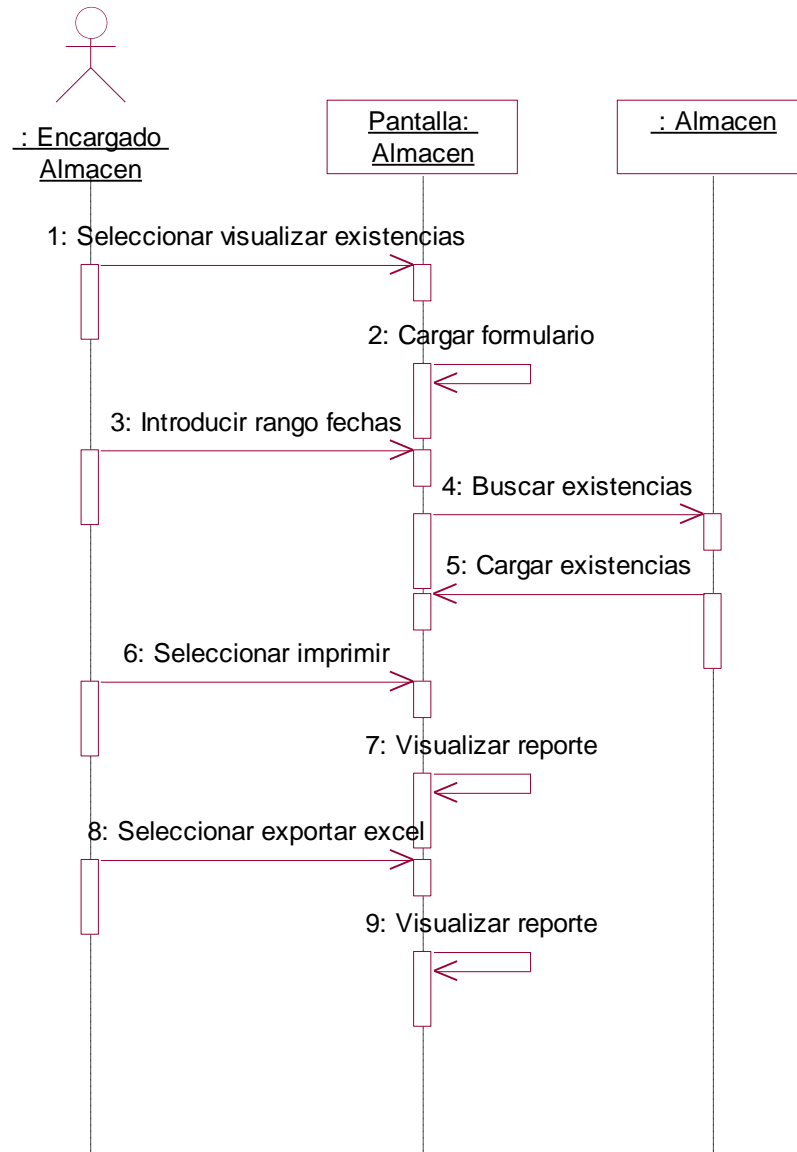 : Encargado
Almacen
Pantalla:
Almacen
: Almacen
1: Seleccionar visualizar existencias
2: Cargar formulario
3: Introducir rango fechas
4: Buscar existencias
5: Cargar existencias
6: Seleccionar imprimir
7: Visualizar reporte
8: Seleccionar exportar excel
9: Visualizar reporte